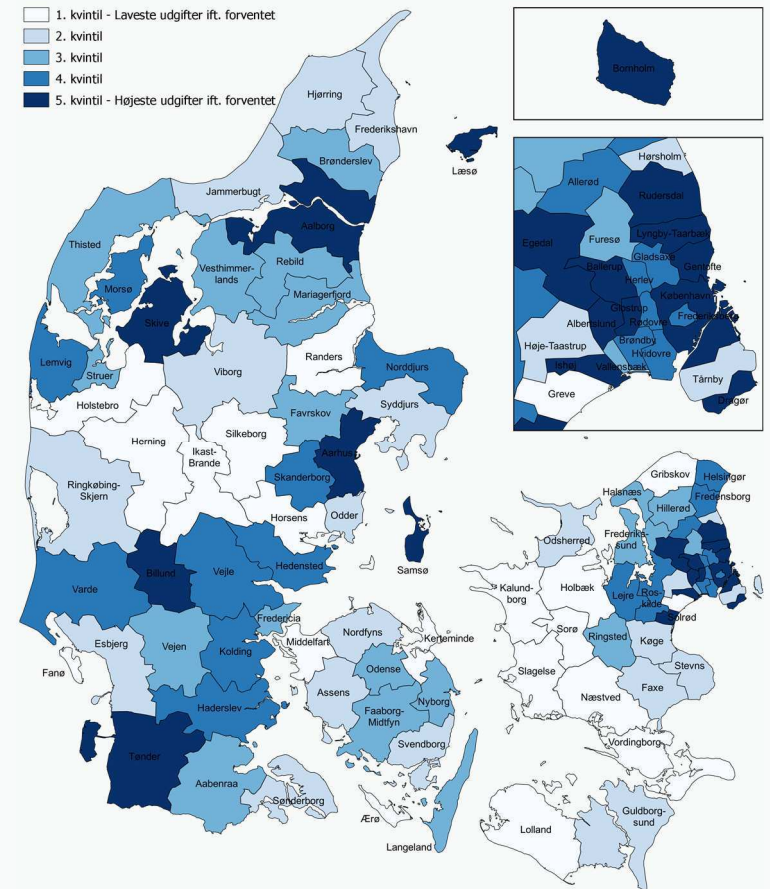 1. kvintil - Laveste udgifter ift. forventet
2. kvintil
3. kvintil
4. kvintil
5. kvintil - Højeste udgifter ift. forventet
Bornholm
Hjørring
Frederikshavn
Brønderslev
Læsø
Jammerbugt
Aalborg
Thisted
Vesthimmer-
lands
Rebild
Morsø
Mariagerfjord
Skive
Lemvig
Struer
Viborg
Randers
Norddjurs
Holstebro
Favrskov
Syddjurs
Herning
Ikast-
Brande
Silkeborg
Aarhus
Skanderborg
Ringkøbing-
Skjern
Horsens
Odder
Samsø
Billund
Vejle
Hedensted
Varde
Fredericia
Esbjerg
Vejen
Kolding
Middelfart
Nordfyns
Kerteminde
Fanø
Odense
Assens
Nyborg
Haderslev
Faaborg-
Midtfyn
Svendborg
Tønder
Aabenraa
Sønderborg
Ærø
Langeland
Hørsholm
Allerød
Rudersdal
Egedal
Furesø
Lyngby-Taarbæk
Gladsaxe
Gentofte
Ballerup
Herlev
København
Glostrup
Rødovre
Frederiksberg
Albertslund
Brøndby
Hvidovre
Høje-Taastrup
Ishøj
Vallensbæk
Greve
Tårnby
Dragør
Gribskov
Helsingør
Halsnæs
Fredensborg
Hillerød
Odsherred
Frederiks-
sund
Kalund-
borg
Holbæk
Lejre
Ros-
kilde
Solrød
Sorø
Ringsted
Køge
Stevns
Slagelse
Næstved
Faxe
Vordingborg
Lolland
Guldborg-
sund